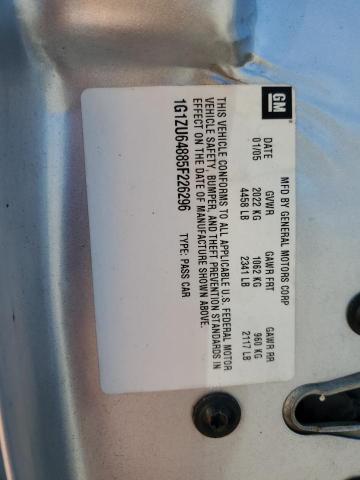 GM
MFD BY GENERAL MOTORS CORP
DATE GVWR GAWR FRT GAWR RR
01/05 2022 KG 1062 KG 960 KG
4458 LB 2341 LB 2117 LB
THIS VEHICLE CONFORMS TO ALL APPLICABLE U.S. FEDERAL MOTOR
VEHICLE SAFETY, BUMPER, AND THEFT PREVENTION STANDARDS IN
EFFECT ON THE DATE OF MANUFACTURE SHOWN ABOVE.
1G1ZU64885F226296 TYPE: PASS CAR